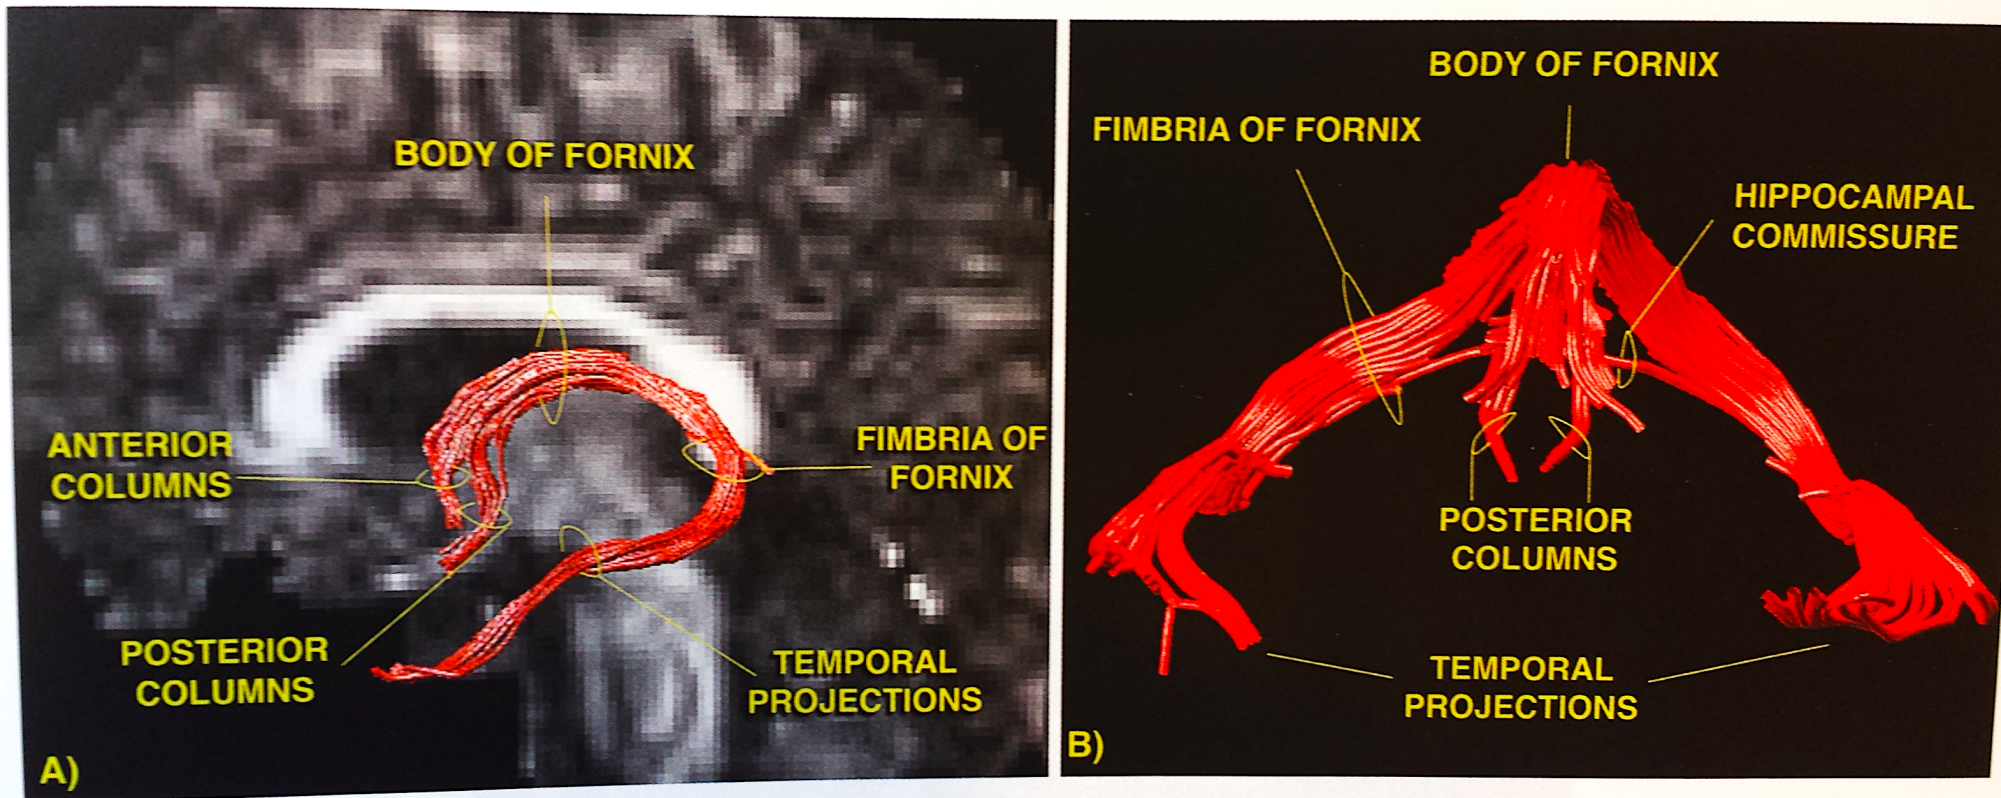 BODY OF FORNIX
ANTERIOR
COLUMNS
FIMBRIA OF
FORNIX
POSTERIOR
COLUMNS
TEMPORAL
PROJECTIONS
A)
BODY OF FORNIX
FIMBRIA OF FORNIX
HIPPOCAMPAL
COMMISSURE
POSTERIOR
COLUMNS
TEMPORAL
PROJECTIONS
B)